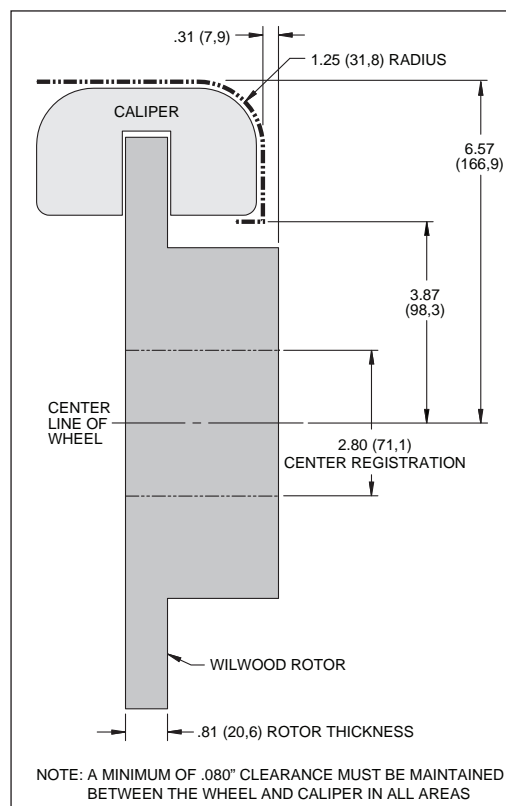 .31 (7,9)
1.25 (31,8) RADIUS
CALIPER
6.57
(166,9)
3.87
(98,3)
CENTER
LINE OF
WHEEL
2.80 (71,1)
CENTER REGISTRATION
WILWOOD ROTOR
.81 (20,6) ROTOR THICKNESS
NOTE: A MINIMUM OF .080" CLEARANCE MUST BE MAINTAINED
BETWEEN THE WHEEL AND CALIPER IN ALL AREAS